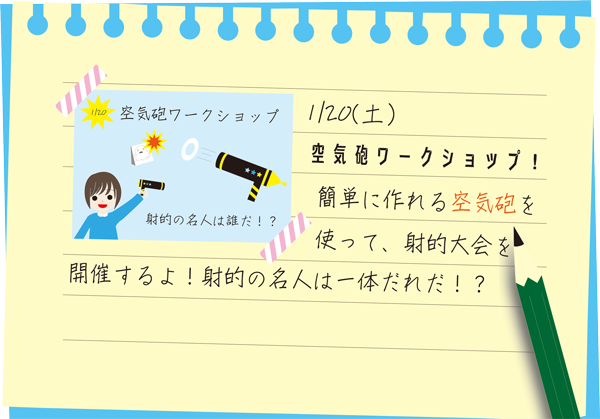 1/20
空気砲ワークショップ
射的の名人は誰だ!?
1/20(土)
空気砲ワークショップ!
簡単に作れる空気砲を
使って、射的大会を
開催するよ!射的の名人は一体だれだ!?